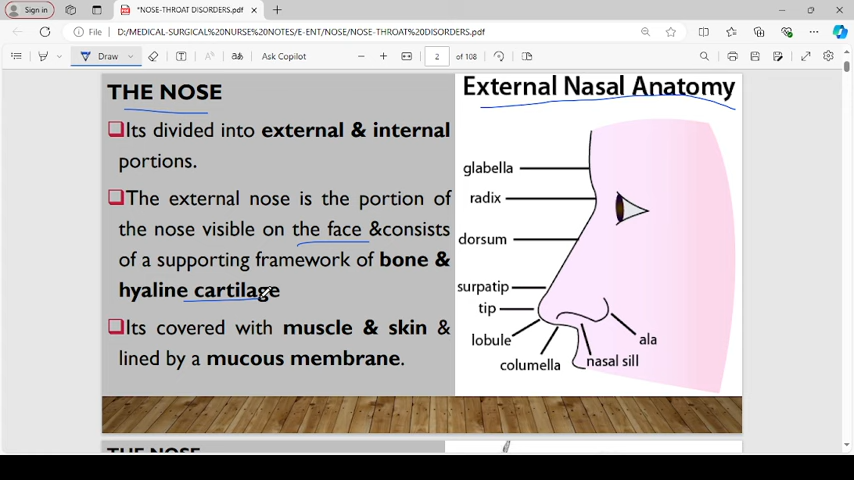 Sign in
*NOSE-THROAT DISORDERS.pdf
File
D:/MEDICAL-SURGICAL%20NURSE%20NOTES/E-ENT/NOSE/NOSE-THROAT%20DISORDERS.pdf
Draw
Ask Copilot
2 of 108
THE NOSE
Its divided into external & internal
portions.
The external nose is the portion of
the nose visible on the face &consists
of a supporting framework of bone &
hyaline cartilage
Its covered with muscle & skin &
lined by a mucous membrane.
External Nasal Anatomy
glabella
radix
dorsum
surpatip
tip
lobule
columella
nasal sill
ala
THE NOSE